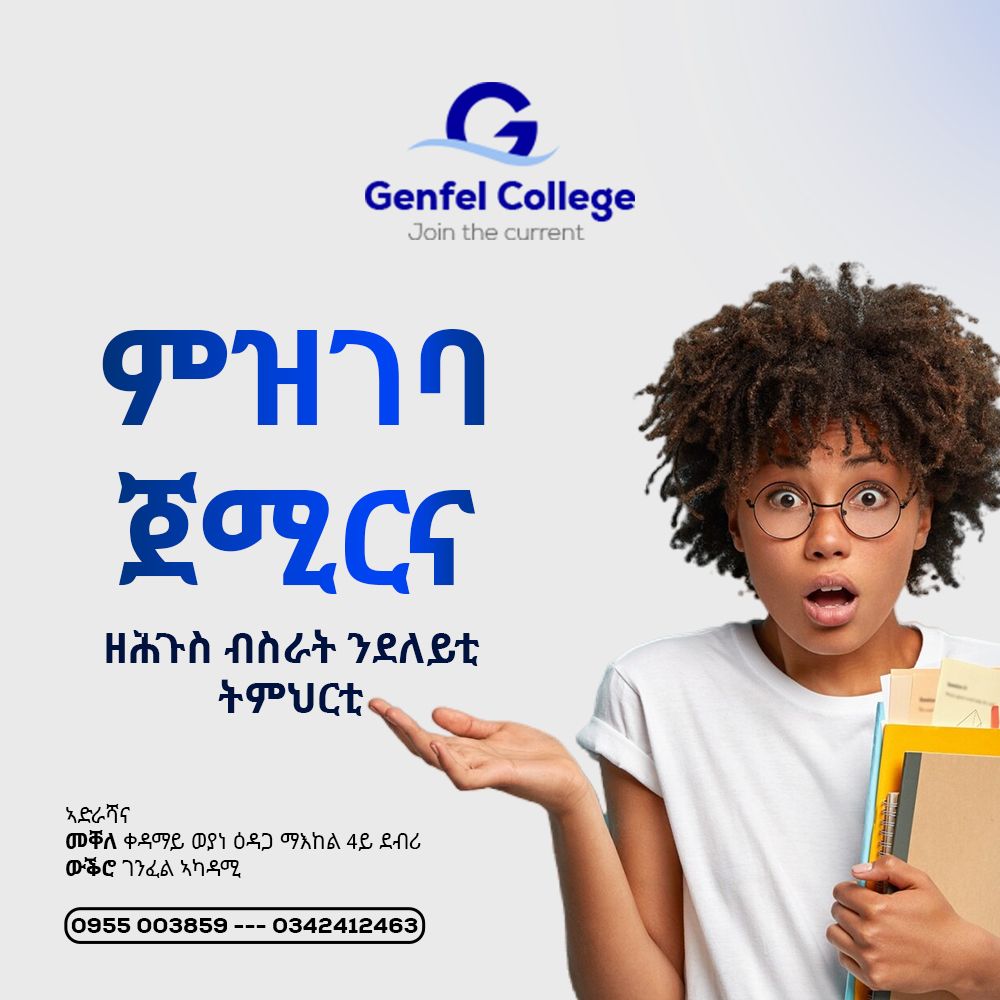 Genfel College
Join the current
ምዝገባ
ጀሚርና
ዘሕጉስ ብስራት ንደለይቲ
ትምህርቲ
ኣድራሻና
መቐለ ቀዳማይ ወያነ ዕዳጋ ማእከል 4ይ ደብሪ
ውቕሮ ገንፈል ኣካዳሚ
0955 003859 --- 0342412463